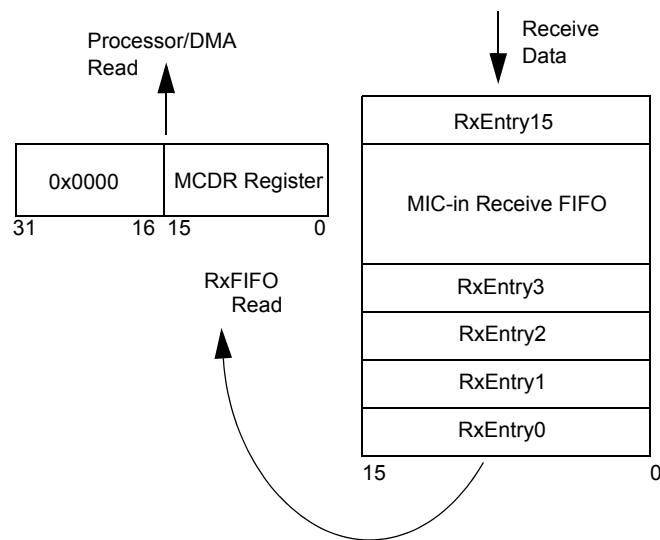 Processor/DMA
Read
Receive
Data
RxEntry15
0x0000
MCDR Register
MIC-in Receive FIFO
31
16
15
0
RxFIFO
Read
RxEntry3
RxEntry2
RxEntry1
RxEntry0
15
0